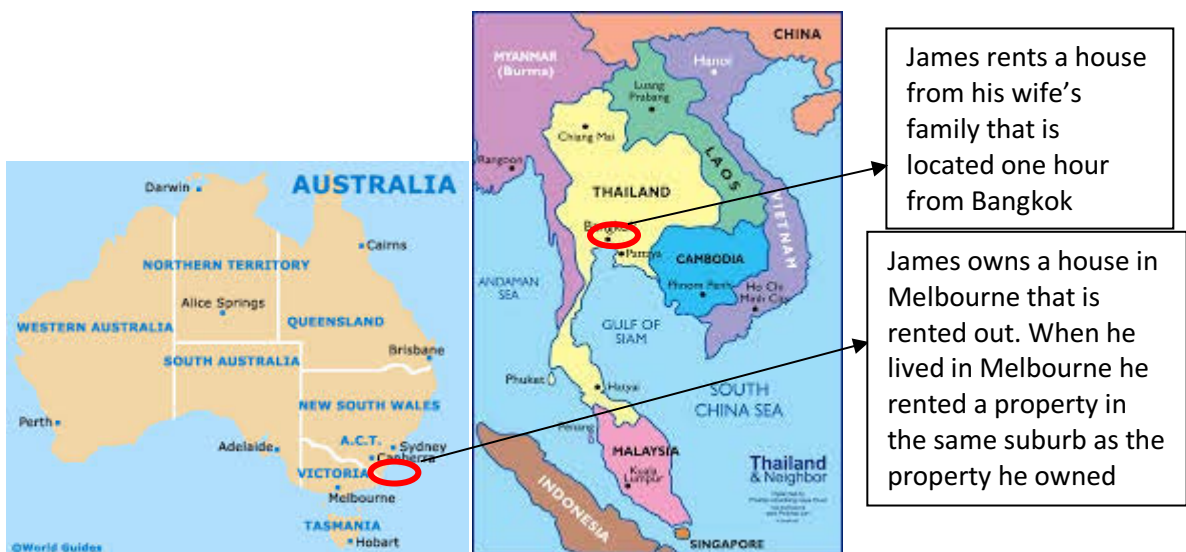 Darwin
AUSTRALIA
Cairns
NORTHERN TERRITORY
Alice Springs
WESTERN AUSTRALIA
QUEENSLAND
SOUTH AUSTRALIA
Brisbane
NEW SOUTH WALES
Perth
Adelaide
A.C.T.
Sydney
Canberra
VICTORIA
Melbourne
TASMANIA
Hobart
©World Guides
CHINA
MYANMAR
(Burma)
Hanoi
Luang
Prabang
Chiang Mai
Rangoon
LAOS
THAILAND
VIETNAM
Pattaya
CAMBODIA
ANDAMAN
SEA
Phnom Penh
Ho Chi
Minh City
GULF OF
SIAM
Phuket
Hatyai
SOUTH
CHINA SEA
Penang
MALAYSIA
Kuala
Lumpur
Thailand
& Neighbor
INDONESIA
SINGAPORE
James rents a house
from his wife’s
family that is
located one hour
from Bangkok
James owns a house in
Melbourne that is
rented out. When he
lived in Melbourne he
rented a property in
the same suburb as the
property he owned